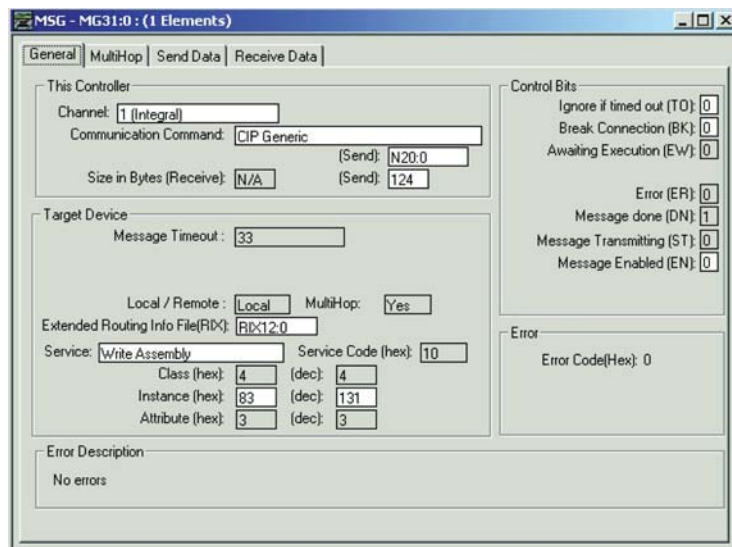 MSG - MG31:0 : (1 Elements)
General MultiHop Send Data Receive Data
This Controller
Channel: 1 (Integral)
Communication Command: CIP Generic
(Send): N20:0
Size in Bytes (Receive): N/A (Send): 124
Target Device
Message Timeout : 33
Local / Remote : Local MultiHop: Yes
Extended Routing Info File(RIX): RIX12:0
Service: Write Assembly Service Code (hex): 10
Class (hex): 4 (dec): 4
Instance (hex): 83 (dec): 131
Attribute (hex): 3 (dec): 3
Control Bits
Ignore if timed out (TO): 0
Break Connection (BK): 0
Awaiting Execution (EW): 0
Error (ER): 0
Message done (DN): 1
Message Transmitting (ST): 0
Message Enabled (EN): 0
Error
Error Code(Hex): 0
Error Description
No errors